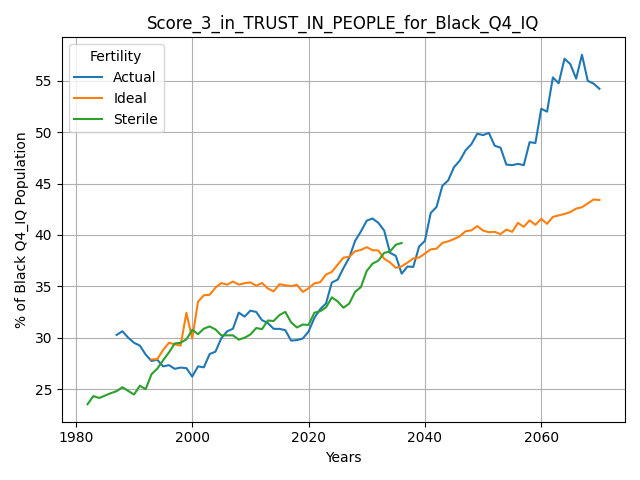 Score_3_in_TRUST_IN_PEOPLE_for_Black_Q4_IQ
Fertility
Actual
Ideal
Sterile
% of Black Q4_IQ Population
55
50
45
40
35
30
25
1980
2000
2020
2040
2060
Years